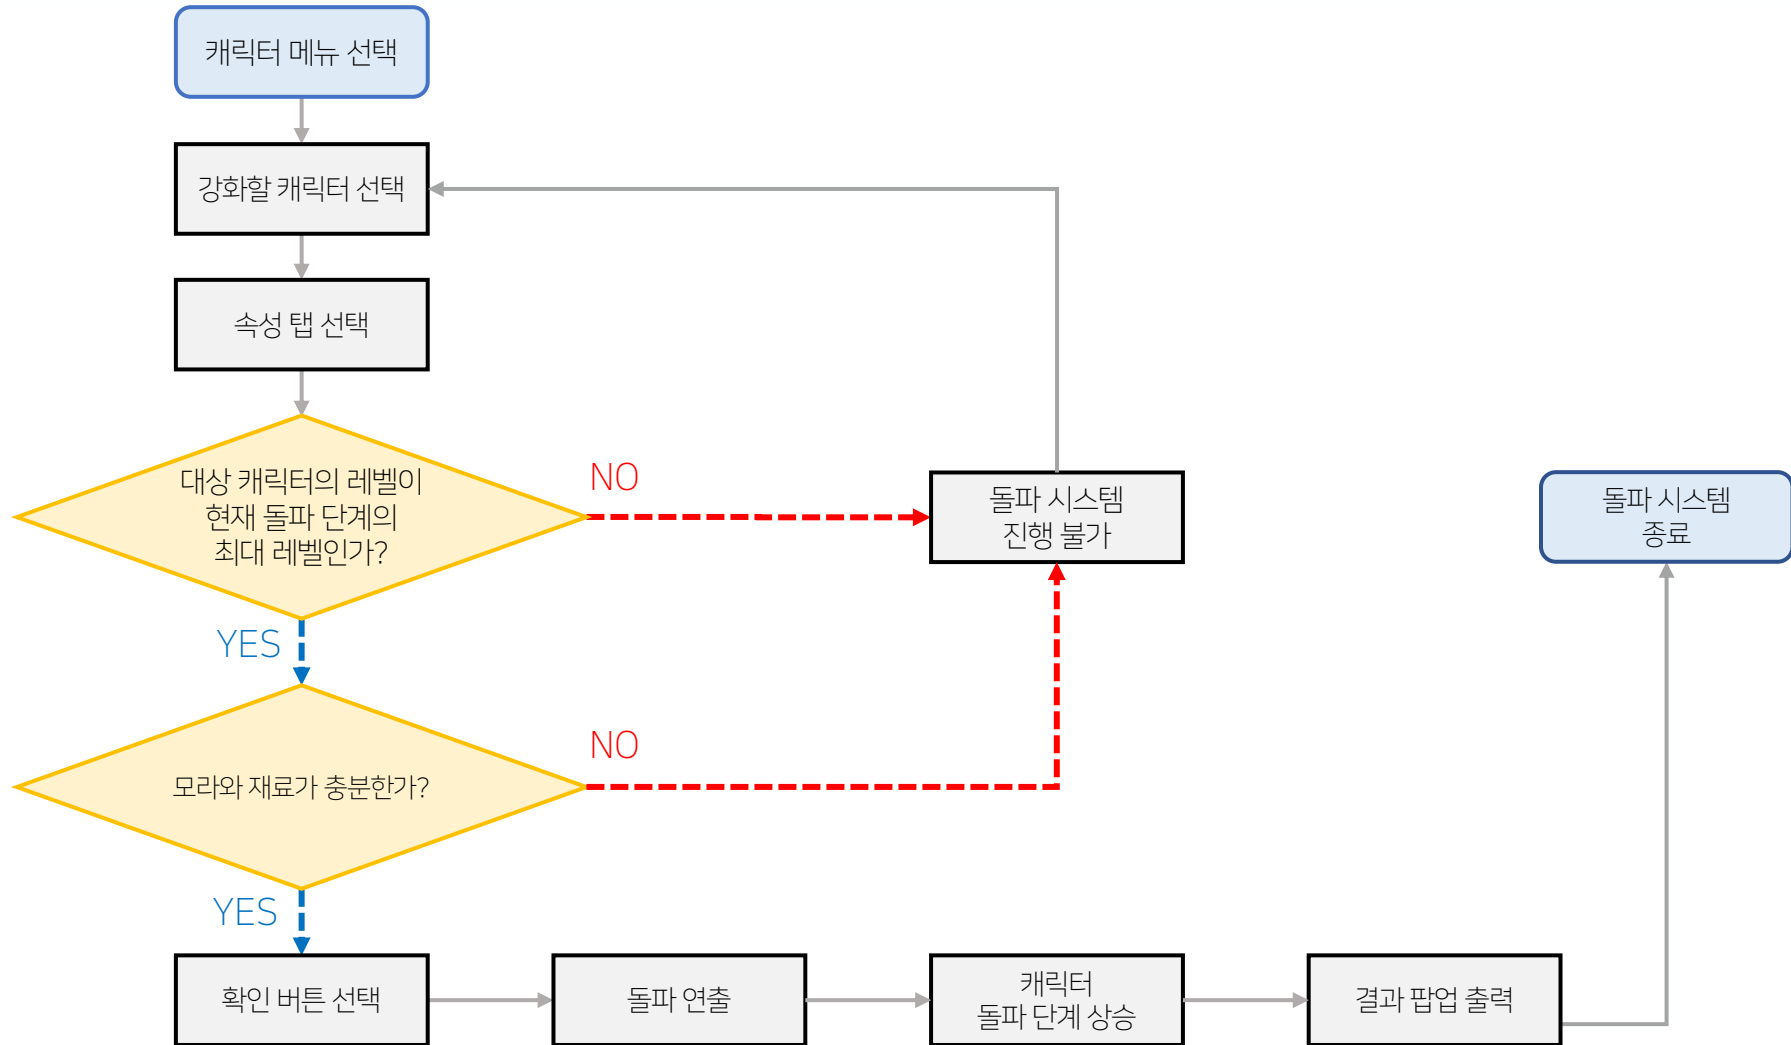 캐릭터 메뉴 선택
강화할 캐릭터 선택
속성 탭 선택
대상 캐릭터의 레벨이
현재 돌파 단계의
최대 레벨인가?
NO
돌파 시스템
진행 불가
돌파 시스템
종료
YES
모라와 재료가 충분한가?
NO
YES
확인 버튼 선택
돌파 연출
캐릭터
돌파 단계 상승
결과 팝업 출력